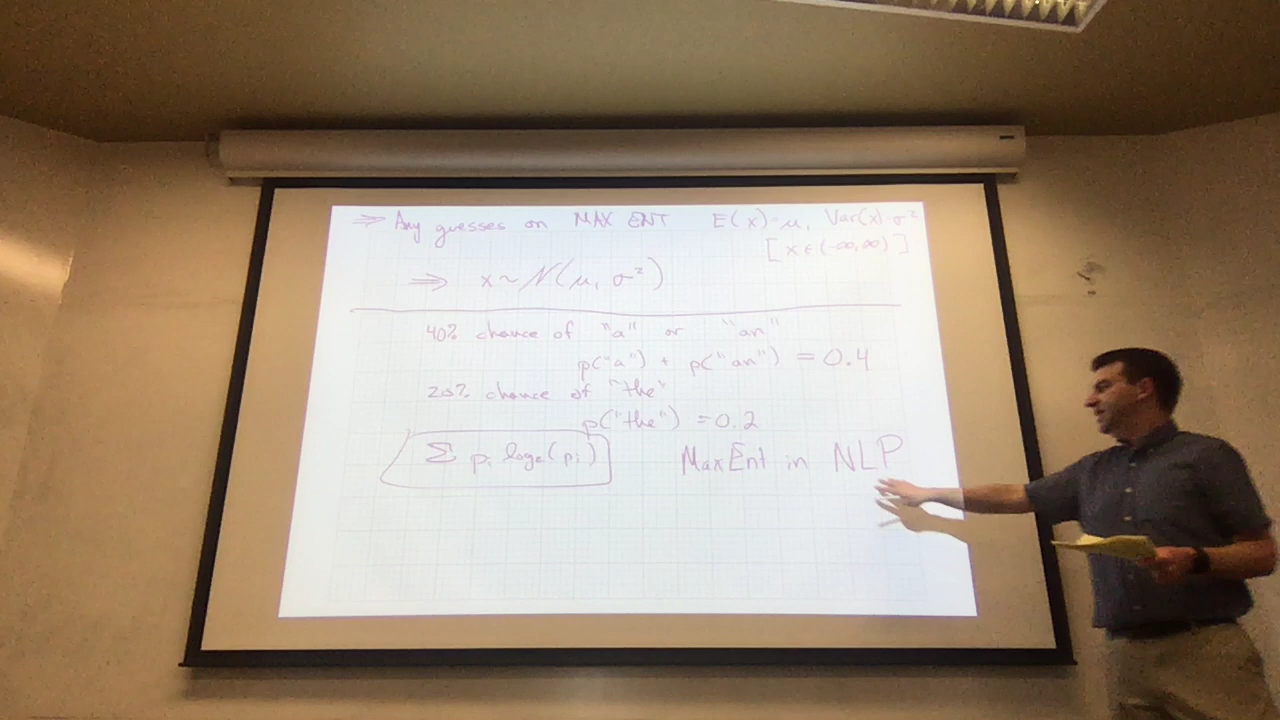 ⇒ Any guesses on MAX ENT E(x)=μ, Var(x)=σ²
[x ∈ (-∞,∞)]
⇒ x ~ N(μ, σ²)
40% chance of "a" or "an"
p("a") + p("an") = 0.4
20% chance of "the"
p("the") = 0.2
Σ pᵢ log₂(pᵢ) MaxEnt in NLP